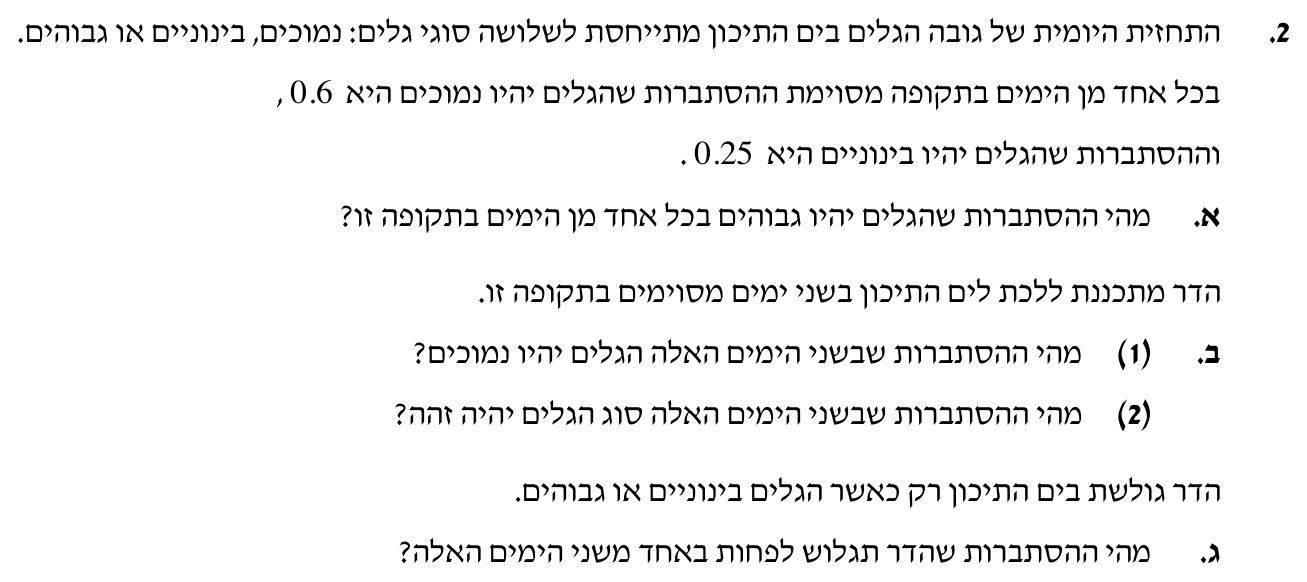 2. התחזית היומית של גובה הגלים בים התיכון מתייחסת לשלושה סוגי גלים: נמוכים, בינוניים או גבוהים.
בכל אחד מן הימים בתקופה מסוימת ההסתברות שהגלים יהיו נמוכים היא 0.6 ,
וההסתברות שהגלים יהיו בינוניים היא 0.25 .
א. מהי ההסתברות שהגלים יהיו גבוהים בכל אחד מן הימים בתקופה זו?
הדר מתכננת ללכת לים התיכון בשני ימים מסוימים בתקופה זו.
ב. (1) מהי ההסתברות שבשני הימים האלה הגלים יהיו נמוכים?
(2) מהי ההסתברות שבשני הימים האלה סוג הגלים יהיה זהה?
הדר גולשת בים התיכון רק כאשר הגלים בינוניים או גבוהים.
ג. מהי ההסתברות שהדר תגלוש לפחות באחד משני הימים האלה?